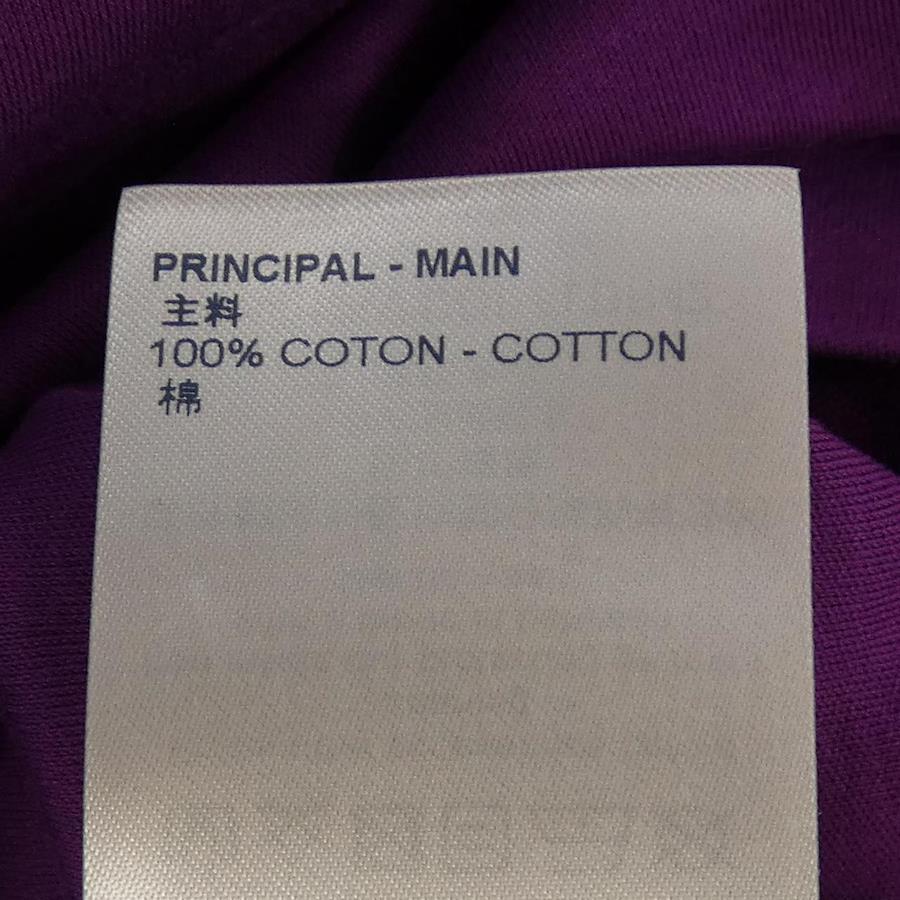 PRINCIPAL - MAIN
主料
100% COTON - COTTON
棉